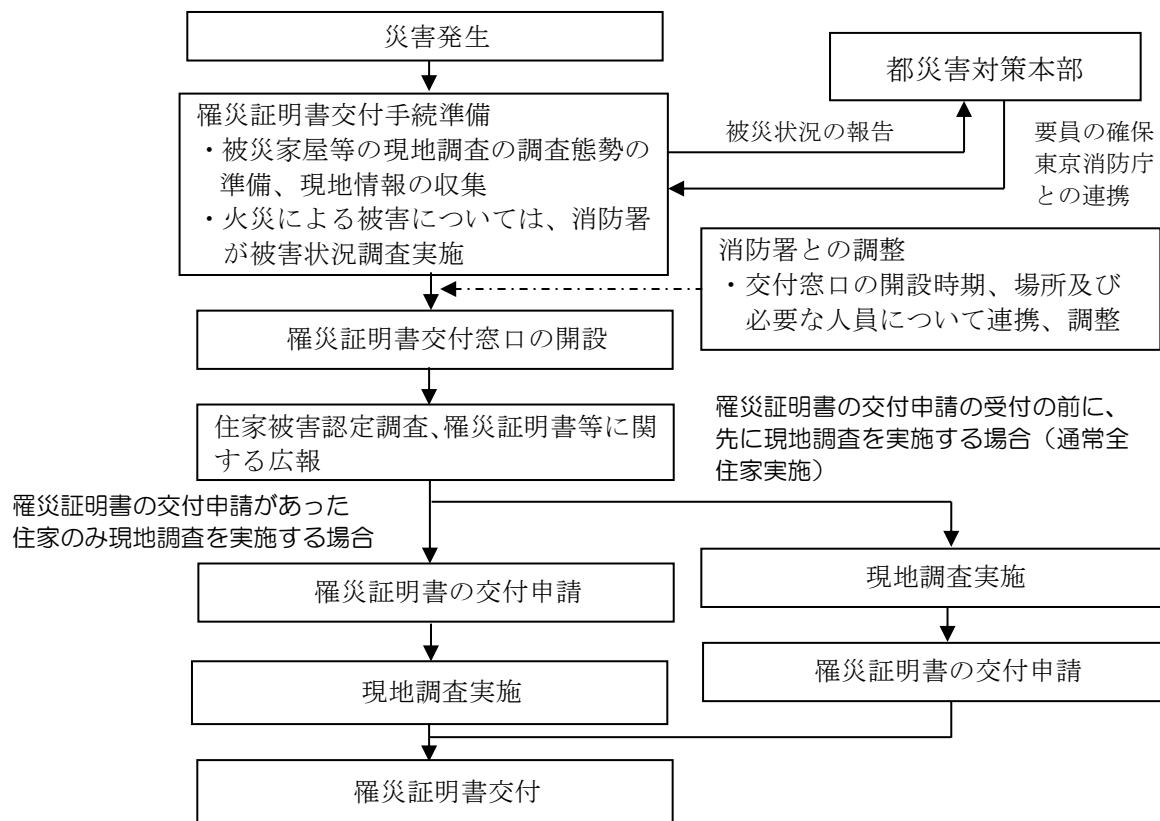 災害発生
都災害対策本部
罹災証明書交付手続準備
・被災家屋等の現地調査の調査態勢の
準備、現地情報の収集
・火災による被害については、消防署
が被害状況調査実施
被災状況の報告
要員の確保
東京消防庁
との連携
消防署との調整
・交付窓口の開設時期、場所及び
必要な人員について連携、調整
罹災証明書交付窓口の開設
住家被害認定調査、罹災証明書等に関
する広報
罹災証明書の交付申請の受付の前に、
先に現地調査を実施する場合（通常全
住家実施）
罹災証明書の交付申請があった
住家のみ現地調査を実施する場合
罹災証明書の交付申請
現地調査実施
現地調査実施
罹災証明書の交付申請
罹災証明書交付